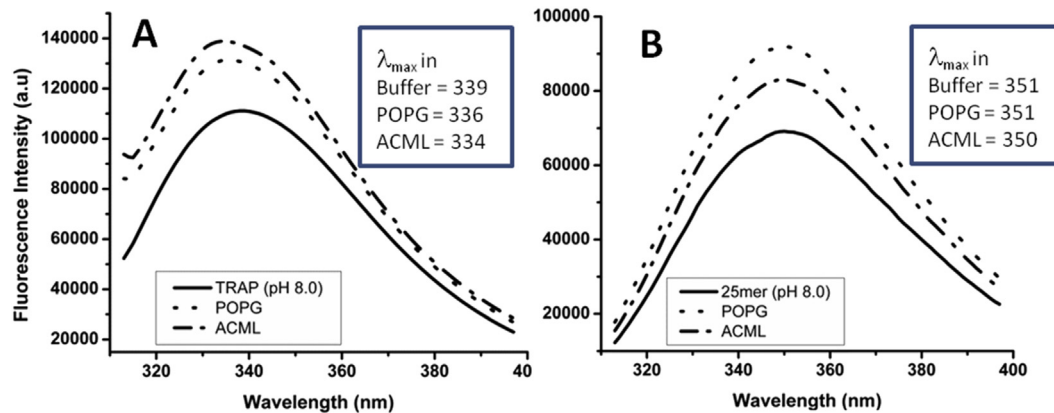 A
λmax in
Buffer = 339
POPG = 336
ACML = 334
Fluorescence Intensity (a.u)
140000
120000
100000
80000
60000
40000
20000
TRAP (pH 8.0)
POPG
ACML
320
340
360
380
40
Wavelength (nm)
B
λmax in
Buffer = 351
POPG = 351
ACML = 350
100000
80000
60000
40000
20000
25mer (pH 8.0)
POPG
ACML
320
340
360
380
400
Wavelength (nm)